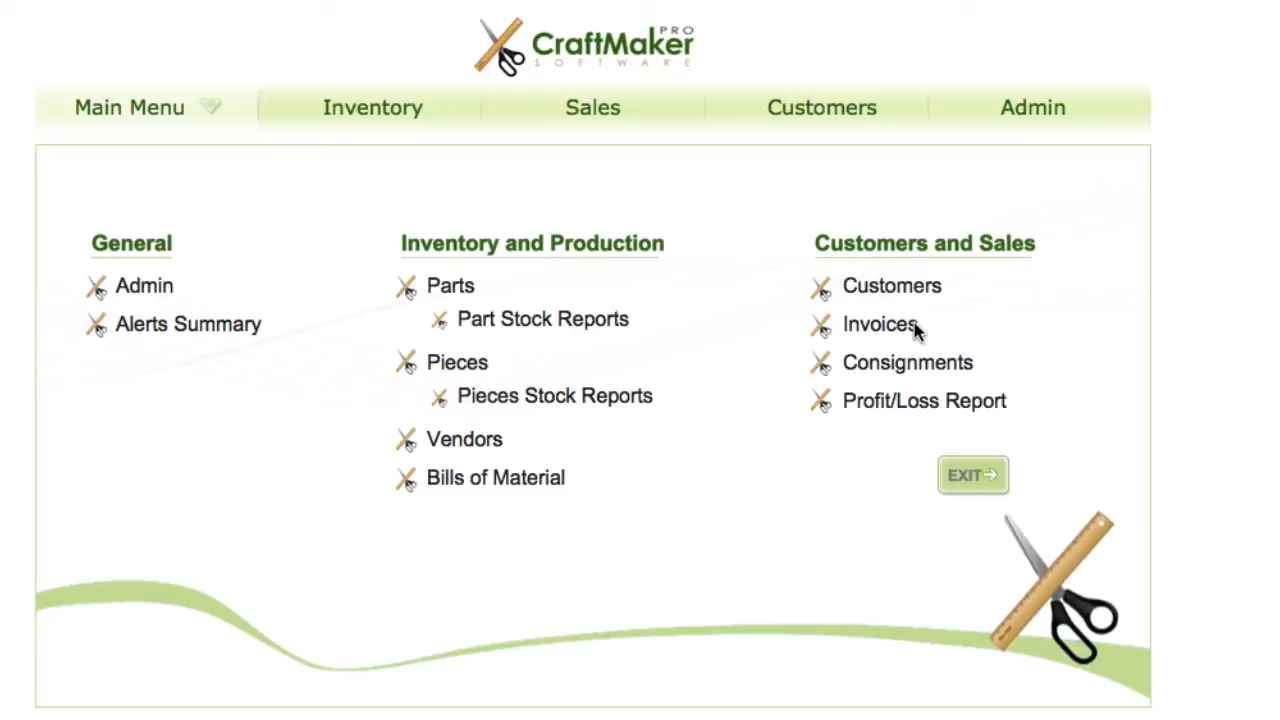 PRO
CraftMaker
SOFTWARE
Main Menu
Inventory
Sales
Customers
Admin
General
Admin
Alerts Summary
Inventory and Production
Parts
Part Stock Reports
Pieces
Pieces Stock Reports
Vendors
Bills of Material
Customers and Sales
Customers
Invoices
Consignments
Profit/Loss Report
EXIT